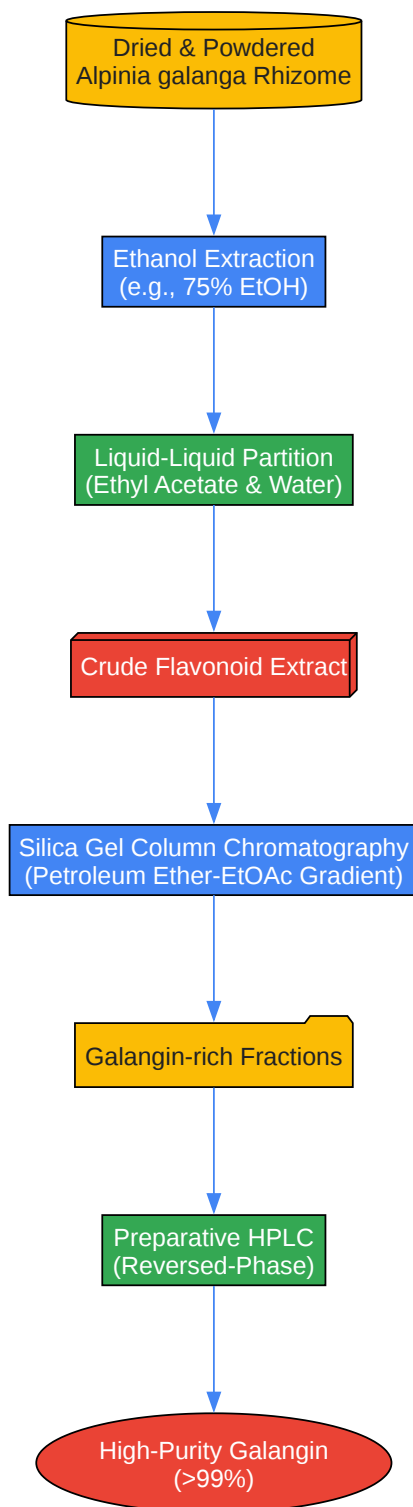 Dried & Powdered
Alpinia galanga Rhizome
Ethanol Extraction
(e.g., 75% EtOH)
Liquid-Liquid Partition
(Ethyl Acetate & Water)
Crude Flavonoid Extract
Silica Gel Column Chromatography
(Petroleum Ether-EtOAc Gradient)
Galangin-rich Fractions
Preparative HPLC
(Reversed-Phase)
High-Purity Galangin
(>99%)